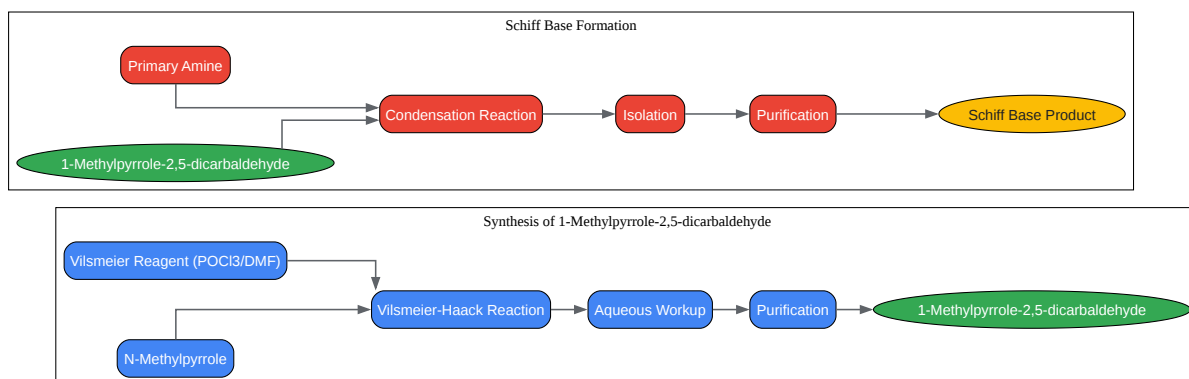 Schiff Base Formation
Primary Amine
Condensation Reaction
Isolation
Purification
Schiff Base Product
1-Methylpyrrole-2,5-dicarbaldehyde
Synthesis of 1-Methylpyrrole-2,5-dicarbaldehyde
Vilsmeier Reagent (POCl3/DMF)
Vilsmeier-Haack Reaction
Aqueous Workup
Purification
1-Methylpyrrole-2,5-dicarbaldehyde
N-Methylpyrrole